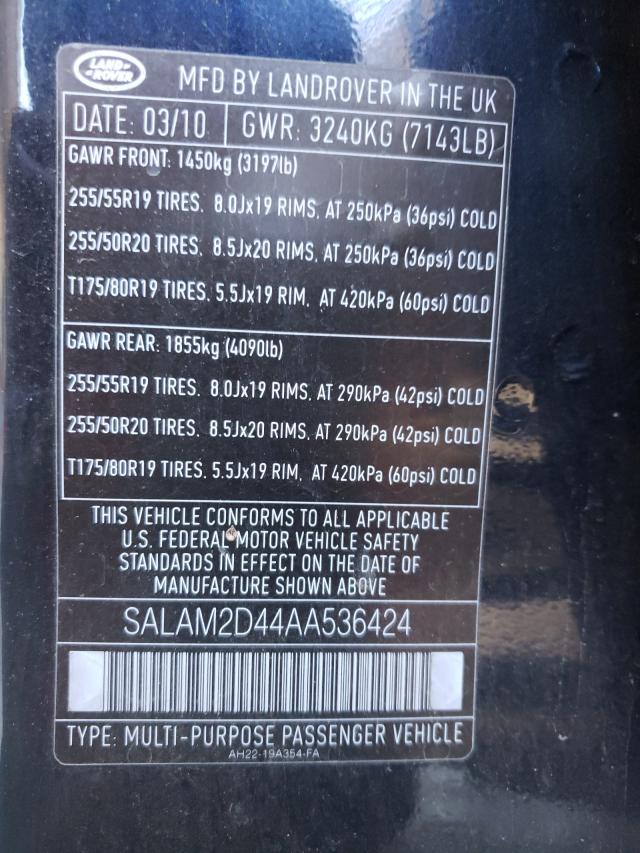 LAND
ROVER
MFD BY LANDROVER IN THE UK
DATE: 03/10 GWR: 3240KG (7143LB)
GAWR FRONT: 1450kg (3197lb)
255/55R19 TIRES. 8.0Jx19 RIMS. AT 250kPa (36psi) COLD
255/50R20 TIRES. 8.5Jx20 RIMS. AT 250kPa (36psi) COLD
T175/80R19 TIRES. 5.5Jx19 RIM. AT 420kPa (60psi) COLD
GAWR REAR: 1855kg (4090lb)
255/55R19 TIRES. 8.0Jx19 RIMS. AT 290kPa (42psi) COLD
255/50R20 TIRES. 8.5Jx20 RIMS. AT 290kPa (42psi) COLD
T175/80R19 TIRES. 5.5Jx19 RIM. AT 420kPa (60psi) COLD
THIS VEHICLE CONFORMS TO ALL APPLICABLE
U.S. FEDERAL MOTOR VEHICLE SAFETY
STANDARDS IN EFFECT ON THE DATE OF
MANUFACTURE SHOWN ABOVE
SALAM2D44AA536424
TYPE: MULTI-PURPOSE PASSENGER VEHICLE
AH22-19A354-FA